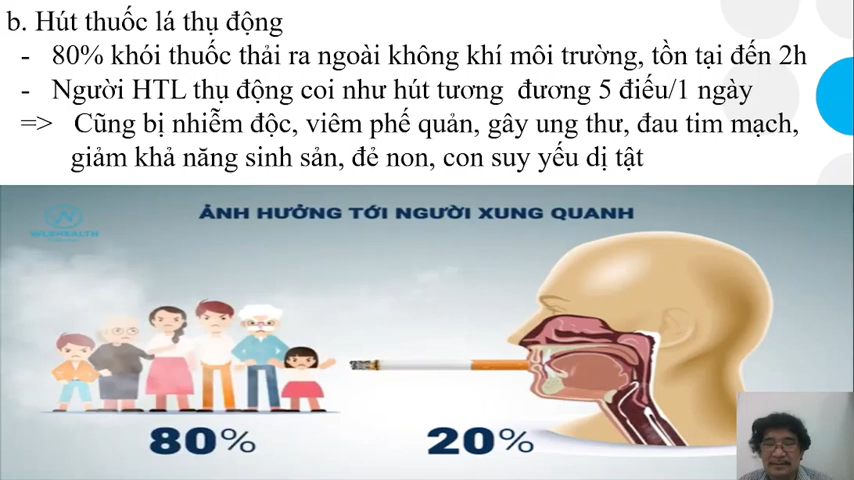 b. Hút thuốc lá thụ động
- 80% khói thuốc thải ra ngoài không khí môi trường, tồn tại đến 2h
- Người HTL thụ động coi như hút tương đương 5 điếu/1 ngày
=> Cũng bị nhiễm độc, viêm phế quản, gây ung thư, đau tim mạch,
giảm khả năng sinh sản, đẻ non, con suy yếu dị tật
ẢNH HƯỞNG TỚI NGƯỜI XUNG QUANH
80% 20%